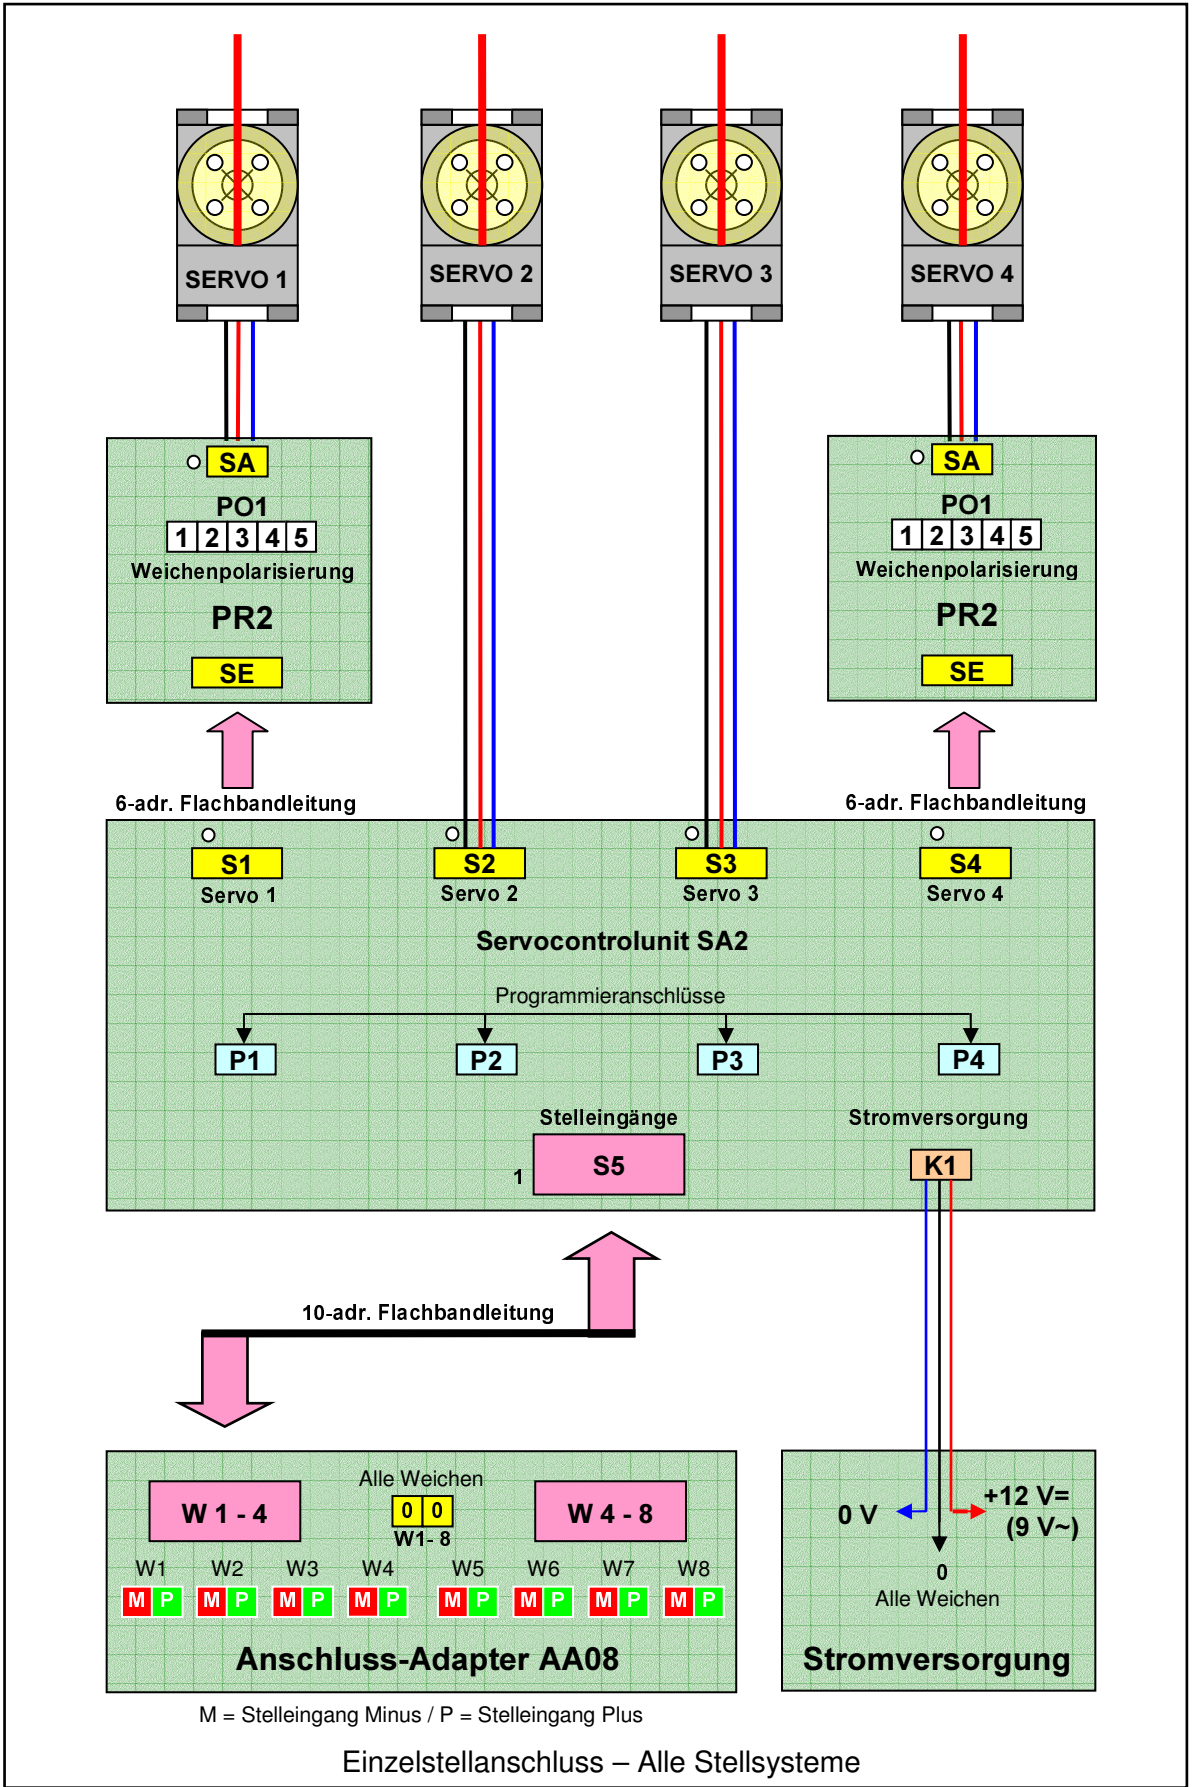 SERVO 1
SERVO 2
SERVO 3
SERVO 4
SA
PO1
1 2 3 4 5
Weichenpolarisierung
PR2
SE
SA
PO1
1 2 3 4 5
Weichenpolarisierung
PR2
SE
6-adr. Flachbandleitung
6-adr. Flachbandleitung
S1
S2
S3
S4
Servo 1
Servo 2
Servo 3
Servo 4
Servocontrolunit SA2
Programmieranschlüsse
P1
P2
P3
P4
Stelleingänge
Stromversorgung
1
S5
K1
10-adr. Flachbandleitung
W 1 - 4
Alle Weichen
0 0
W1- 8
W 4 - 8
W1 W2 W3 W4 W5 W6 W7 W8
M P M P M P M P M P M P M P M P
Anschluss-Adapter AA08
0 V
+12 V=
(9 V~)
0
Alle Weichen
Stromversorgung
M = Stelleingang Minus / P = Stelleingang Plus
Einzelstellanschluss – Alle Stellsysteme